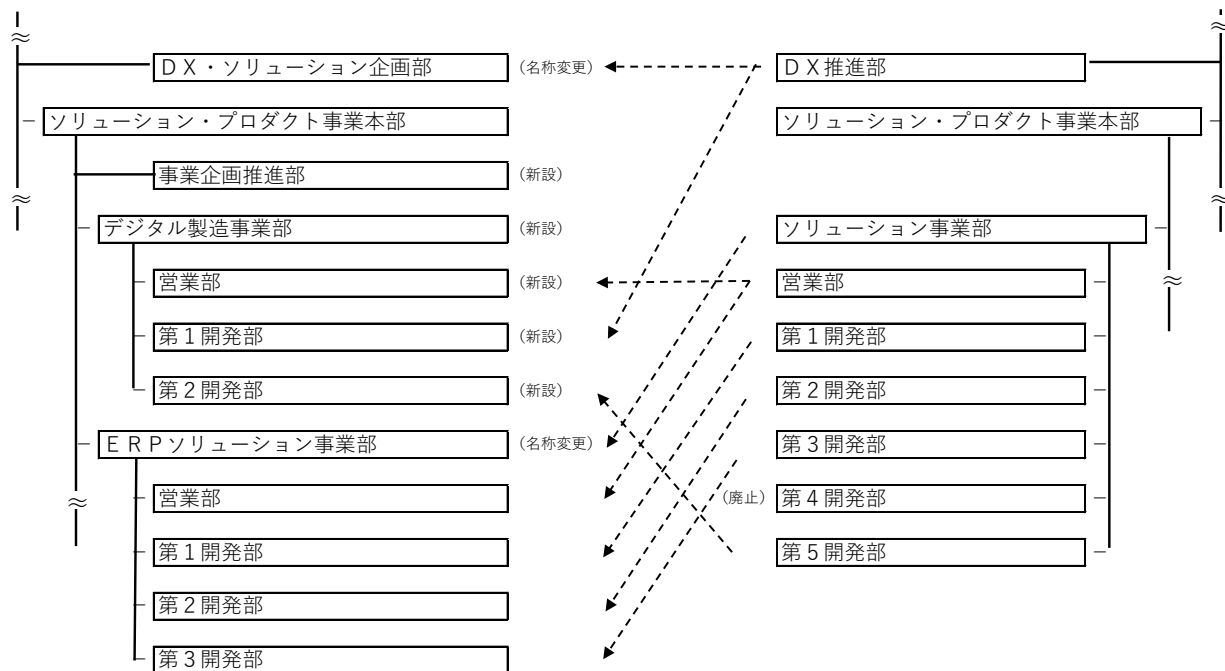 ＤＸ・ソリューション企画部 (名称変更) ＤＸ推進部
ソリューション・プロダクト事業本部 ソリューション・プロダクト事業本部
事業企画推進部 (新設)
デジタル製造事業部 (新設) ソリューション事業部
営業部 (新設) 営業部
第１開発部 (新設) 第１開発部
第２開発部 (新設) 第２開発部
ＥＲＰソリューション事業部 (名称変更) 第３開発部
営業部 (廃止) 第４開発部
第１開発部 第５開発部
第２開発部
第３開発部